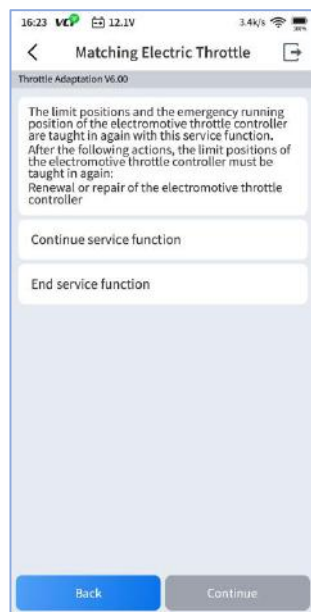 16:23 VCI 12.1V 3.4k/s
Matching Electric Throttle
Throttle Adaptation V6.00
The limit positions and the emergency running
position of the electromotive throttle controller
are taught in again with this service function.
After the following actions, the limit positions of
the electromotive throttle controller must be
taught in again:
Renewal or repair of the electromotive throttle
controller
Continue service function
End service function
Back Continue